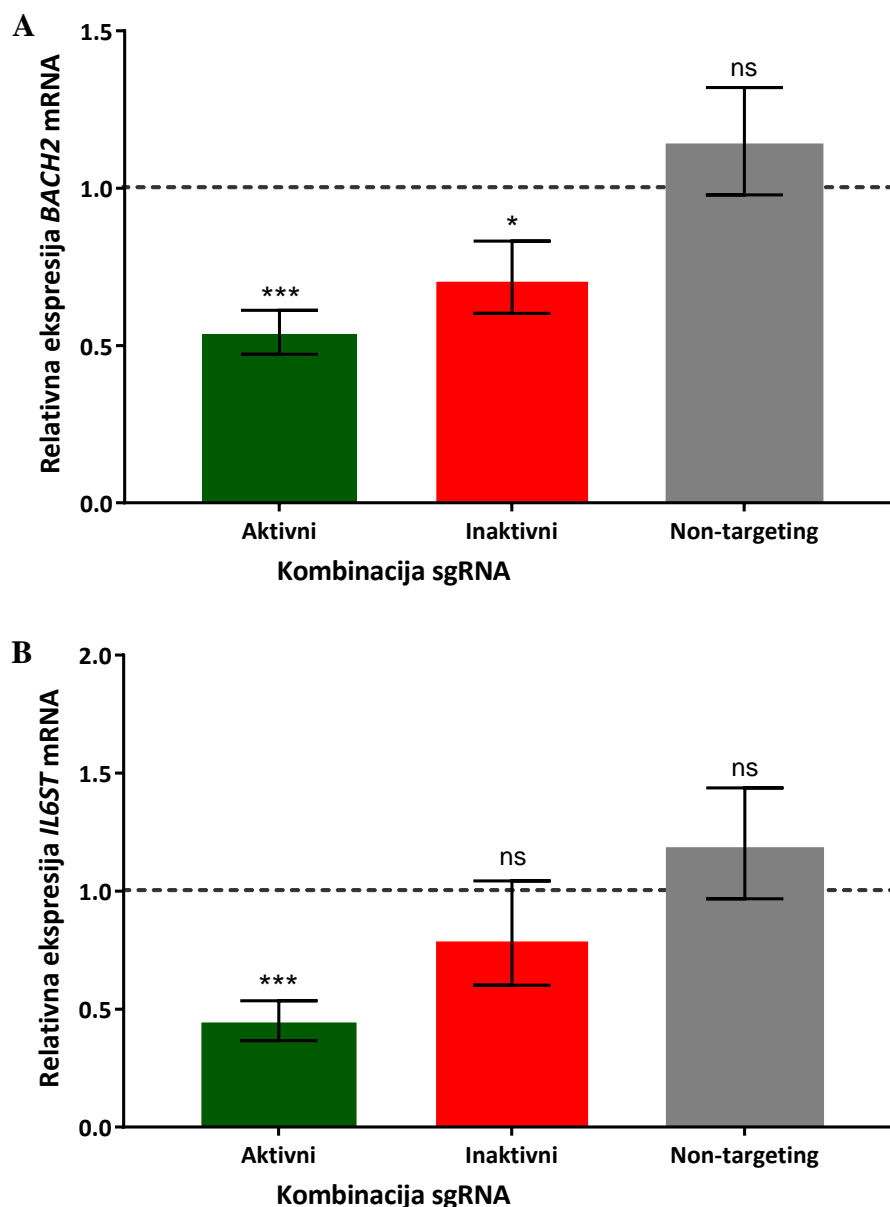 A
Relativna ekspresija BACH2 mRNA
1.5
1.0
0.5
0.0
***
*
ns
Aktivni Inaktivni Non-targeting
Kombinacija sgRNA
B
Relativna ekspresija IL6ST mRNA
2.0
1.5
1.0
0.5
0.0
***
ns
ns
Aktivni Inaktivni Non-targeting
Kombinacija sgRNA